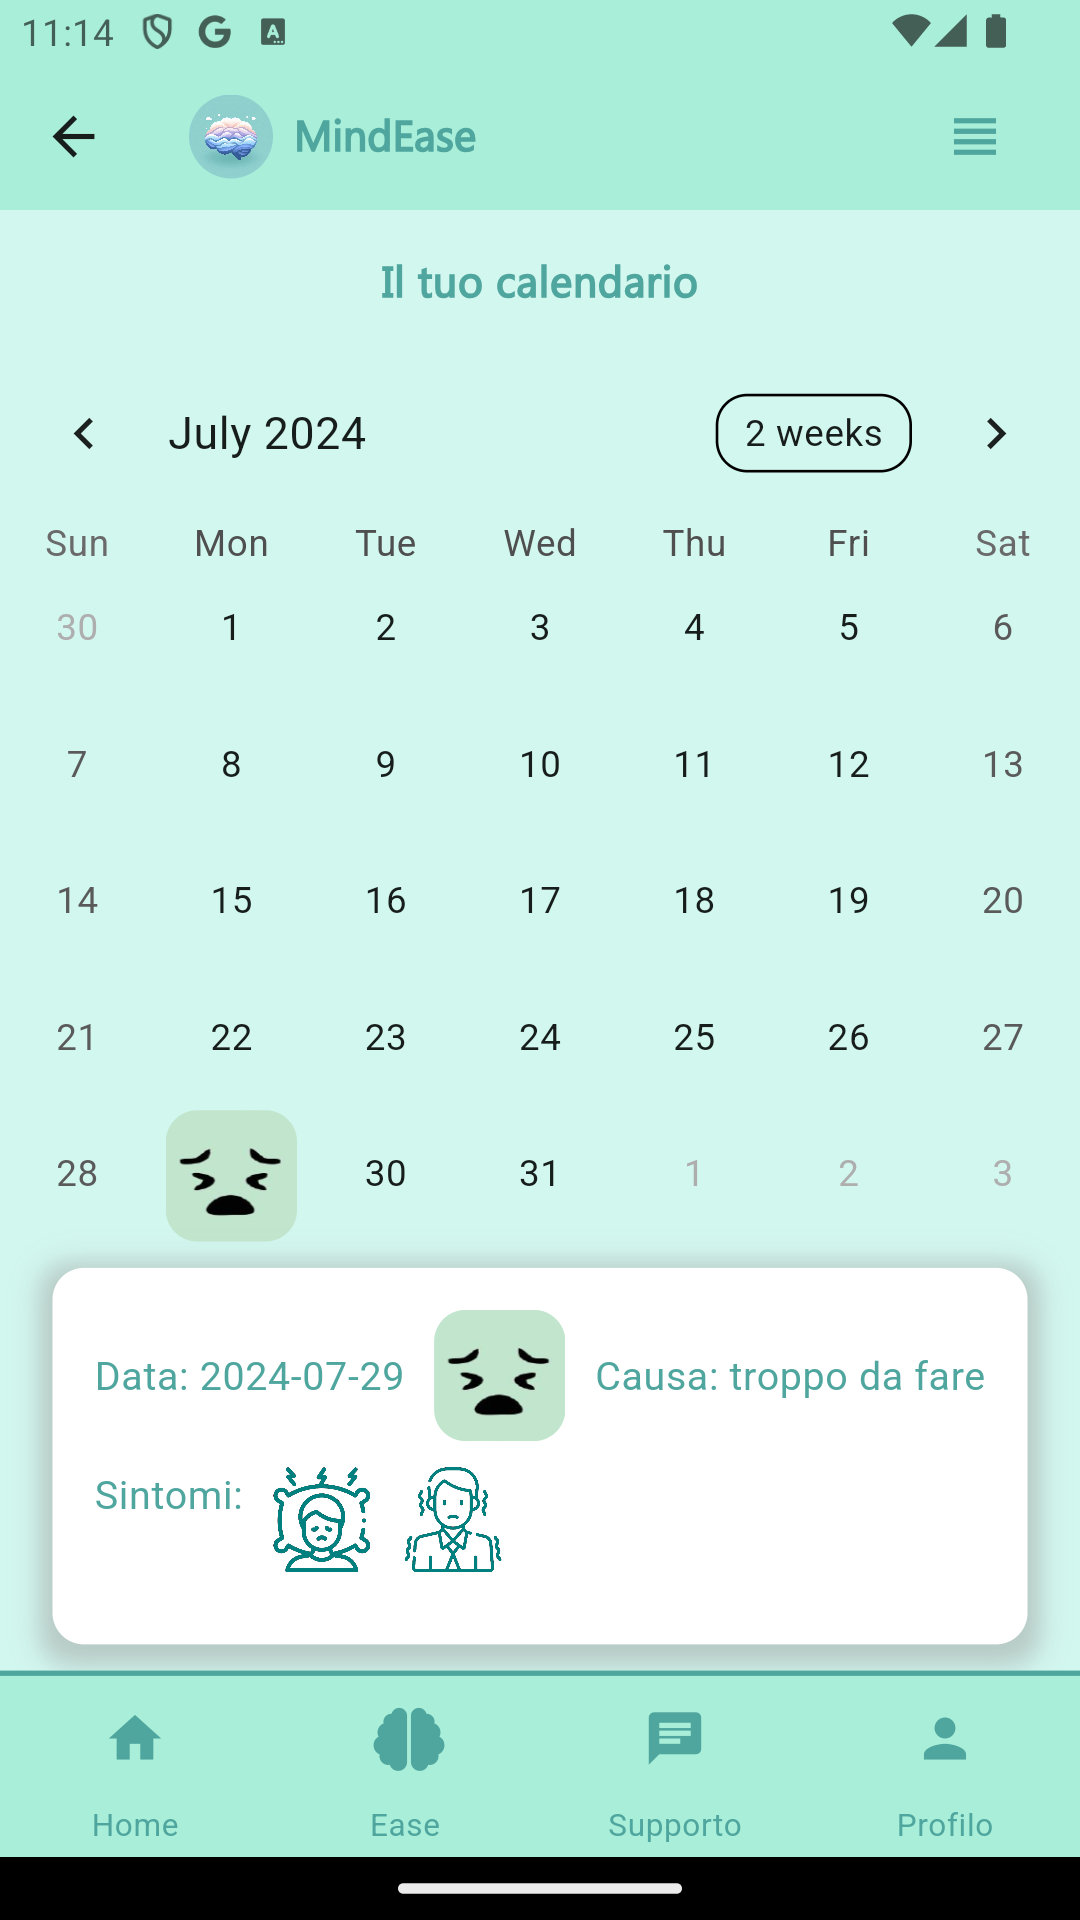 11:14
MindEase
Il tuo calendario
July 2024 2 weeks
Sun Mon Tue Wed Thu Fri Sat
30 1 2 3 4 5 6
7 8 9 10 11 12 13
14 15 16 17 18 19 20
21 22 23 24 25 26 27
28 30 31 1 2 3
Data: 2024-07-29 Causa: troppo da fare
Sintomi:
Home Ease Supporto Profilo